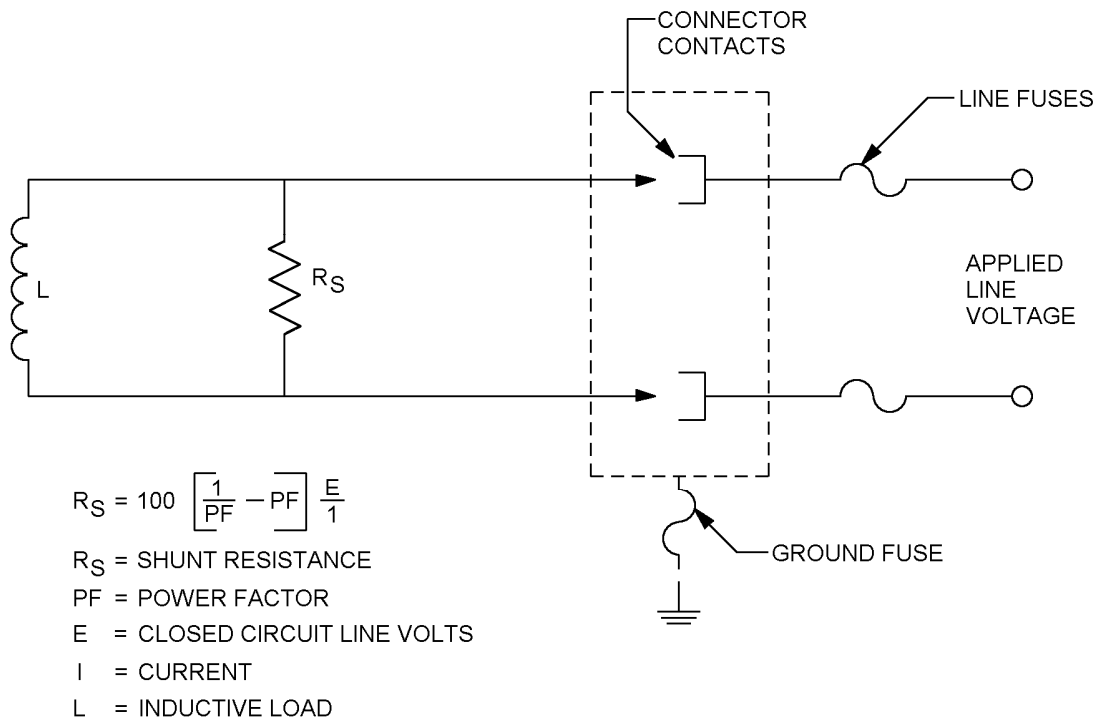 CONNECTOR
CONTACTS
LINE FUSES
L
RS
APPLIED
LINE
VOLTAGE
RS = 100 [1/PF — PF] E/1
GROUND FUSE
RS = SHUNT RESISTANCE
PF = POWER FACTOR
E = CLOSED CIRCUIT LINE VOLTS
I = CURRENT
L = INDUCTIVE LOAD